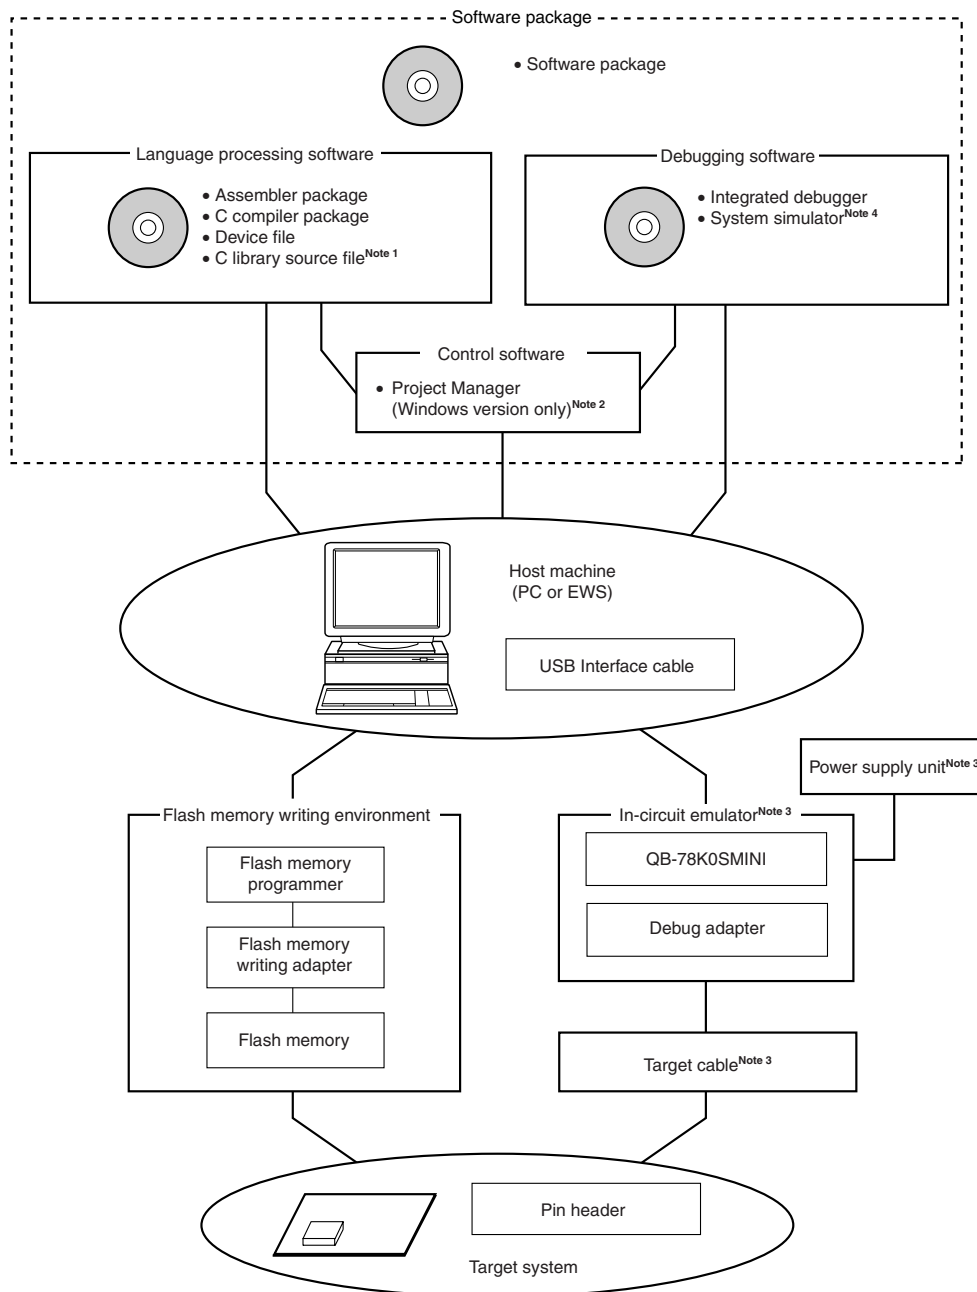 Software package
• Software package
Language processing software
• Assembler package
• C compiler package
• Device file
• C library source fileNote 1
Debugging software
• Integrated debugger
• System simulatorNote 4
Control software
• Project Manager
(Windows version only)Note 2
Host machine
(PC or EWS)
USB Interface cable
Power supply unitNote 3
Flash memory writing environment
Flash memory
programmer
Flash memory
writing adapter
Flash memory
In-circuit emulatorNote 3
QB-78K0SMINI
Debug adapter
Target cableNote 3
Pin header
Target system